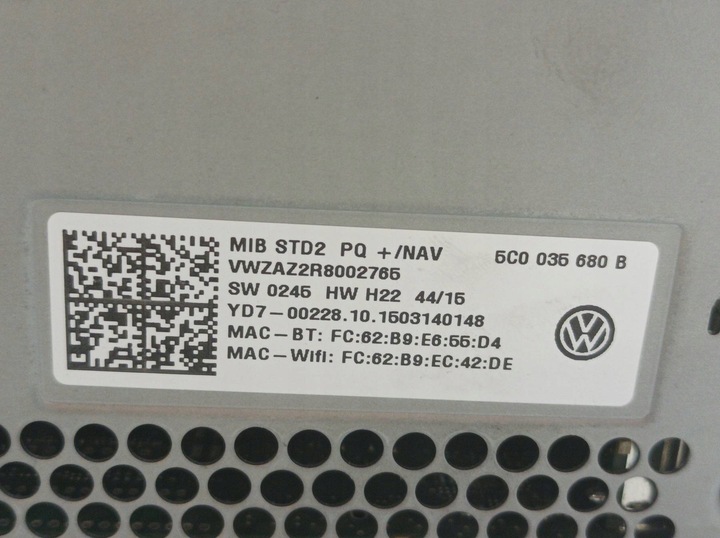 MIB STD2 PQ +/NAV 5C0 035 680 B
VWZAZ2R8002765
SW 0245 HW H22 44/15
YD7-00228.10.1503140148
MAC-BT: FC:62:B9:E6:55:D4
MAC-Wifi: FC:62:B9:EC:42:DE